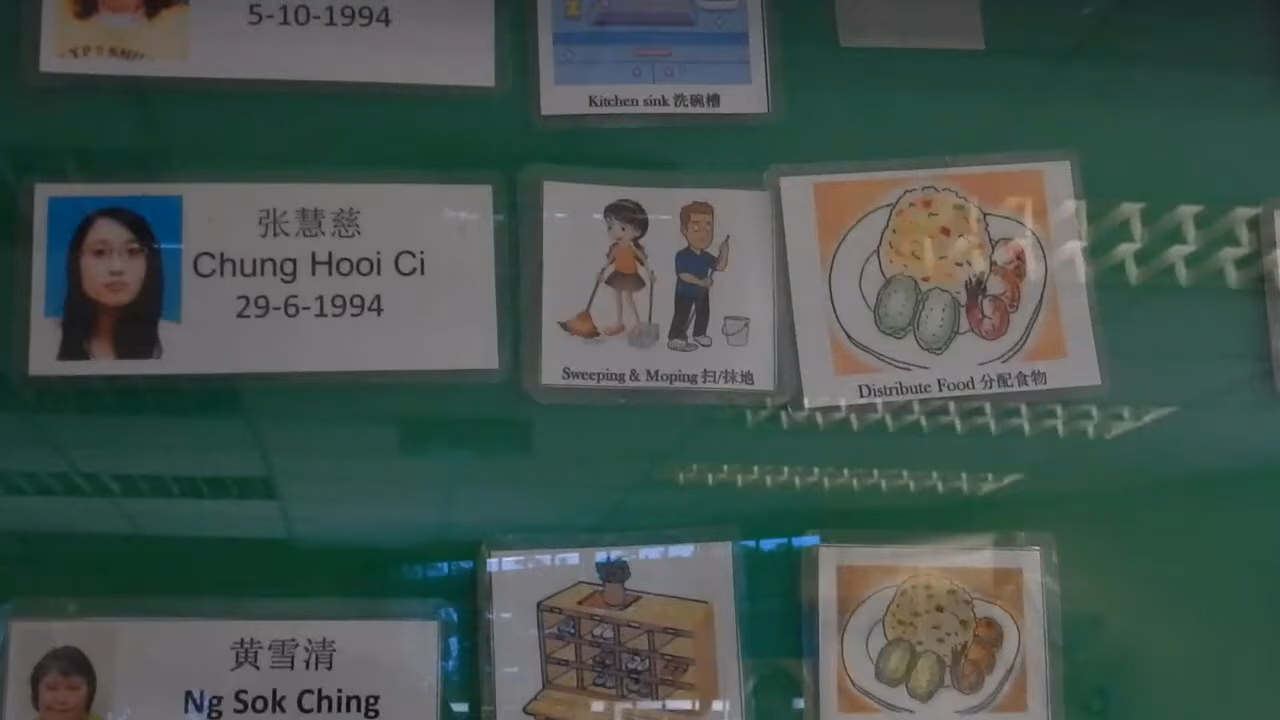 5-10-1994
Kitchen sink 洗碗槽
张慧慈
Chung Hooi Ci
29-6-1994
Sweeping & Moping 扫/抹地
Distribute Food 分配食物
黄雪清
Ng Sok Ching